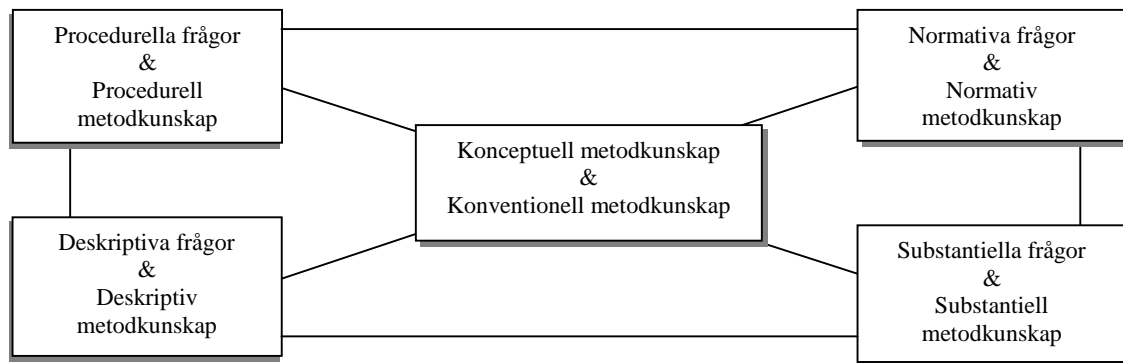 Procedurella frågor
&
Procedurell
metodkunskap
Normativa frågor
&
Normativ
metodkunskap
Konceptuell metodkunskap
&
Konventionell metodkunskap
Deskriptiva frågor
&
Deskriptiv
metodkunskap
Substantiella frågor
&
Substantiell
metodkunskap